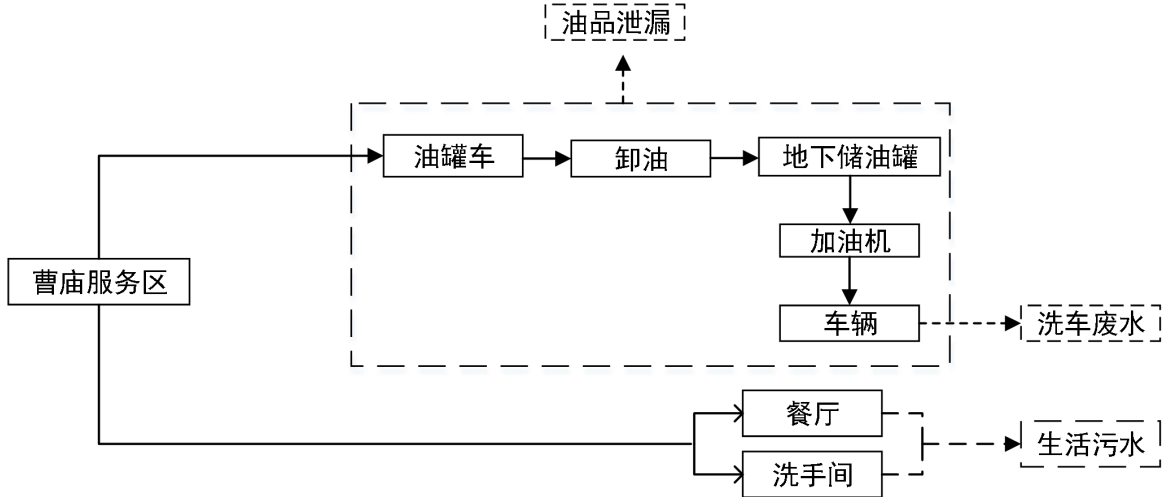 油品泄漏
油罐车
卸油
地下储油罐
加油机
曹庙服务区
车辆
洗车废水
餐厅
生活污水
洗手间